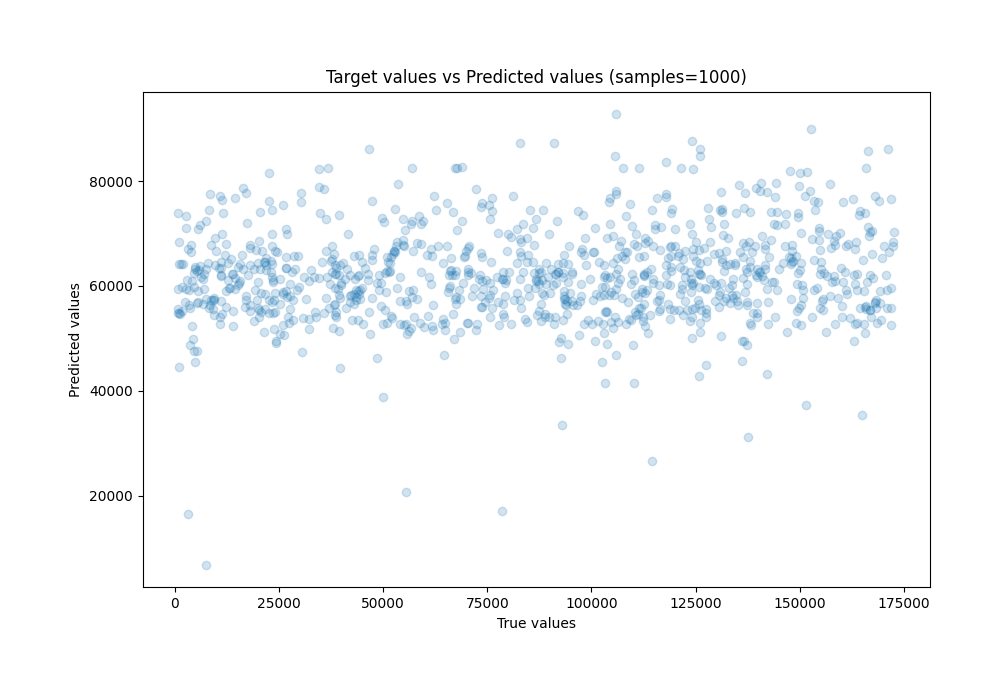 Target values vs Predicted values (samples=1000)
Predicted values
80000
60000
40000
20000
0 25000 50000 75000 100000 125000 150000 175000
True values